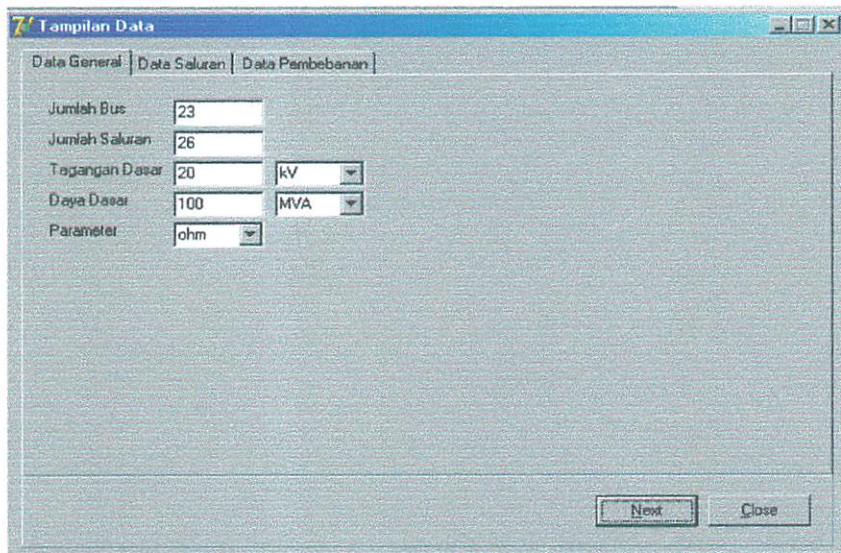 Tampilan Data
Data General Data Saluran Data Pembebanan
Jumlah Bus 23
Jumlah Saluran 26
Tegangan Dasar 20 kV
Daya Dasar 100 MVA
Parameter ohm
Next Close